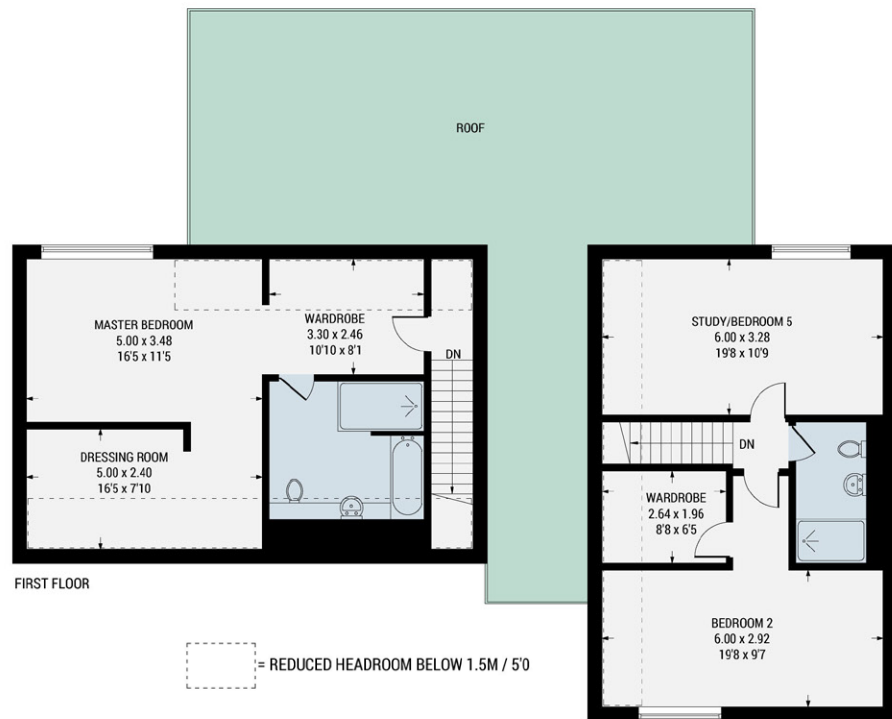 ROOF
MASTER BEDROOM
5.00 x 3.48
16'5 x 11'5
WARDROBE
3.30 x 2.46
10'10 x 8'1
DN
DRESSING ROOM
5.00 x 2.40
16'5 x 7'10
STUDY/BEDROOM 5
6.00 x 3.28
19'8 x 10'9
DN
WARDROBE
2.64 x 1.96
8'8 x 6'5
BEDROOM 2
6.00 x 2.92
19'8 x 9'7
FIRST FLOOR
= REDUCED HEADROOM BELOW 1.5M / 5'0